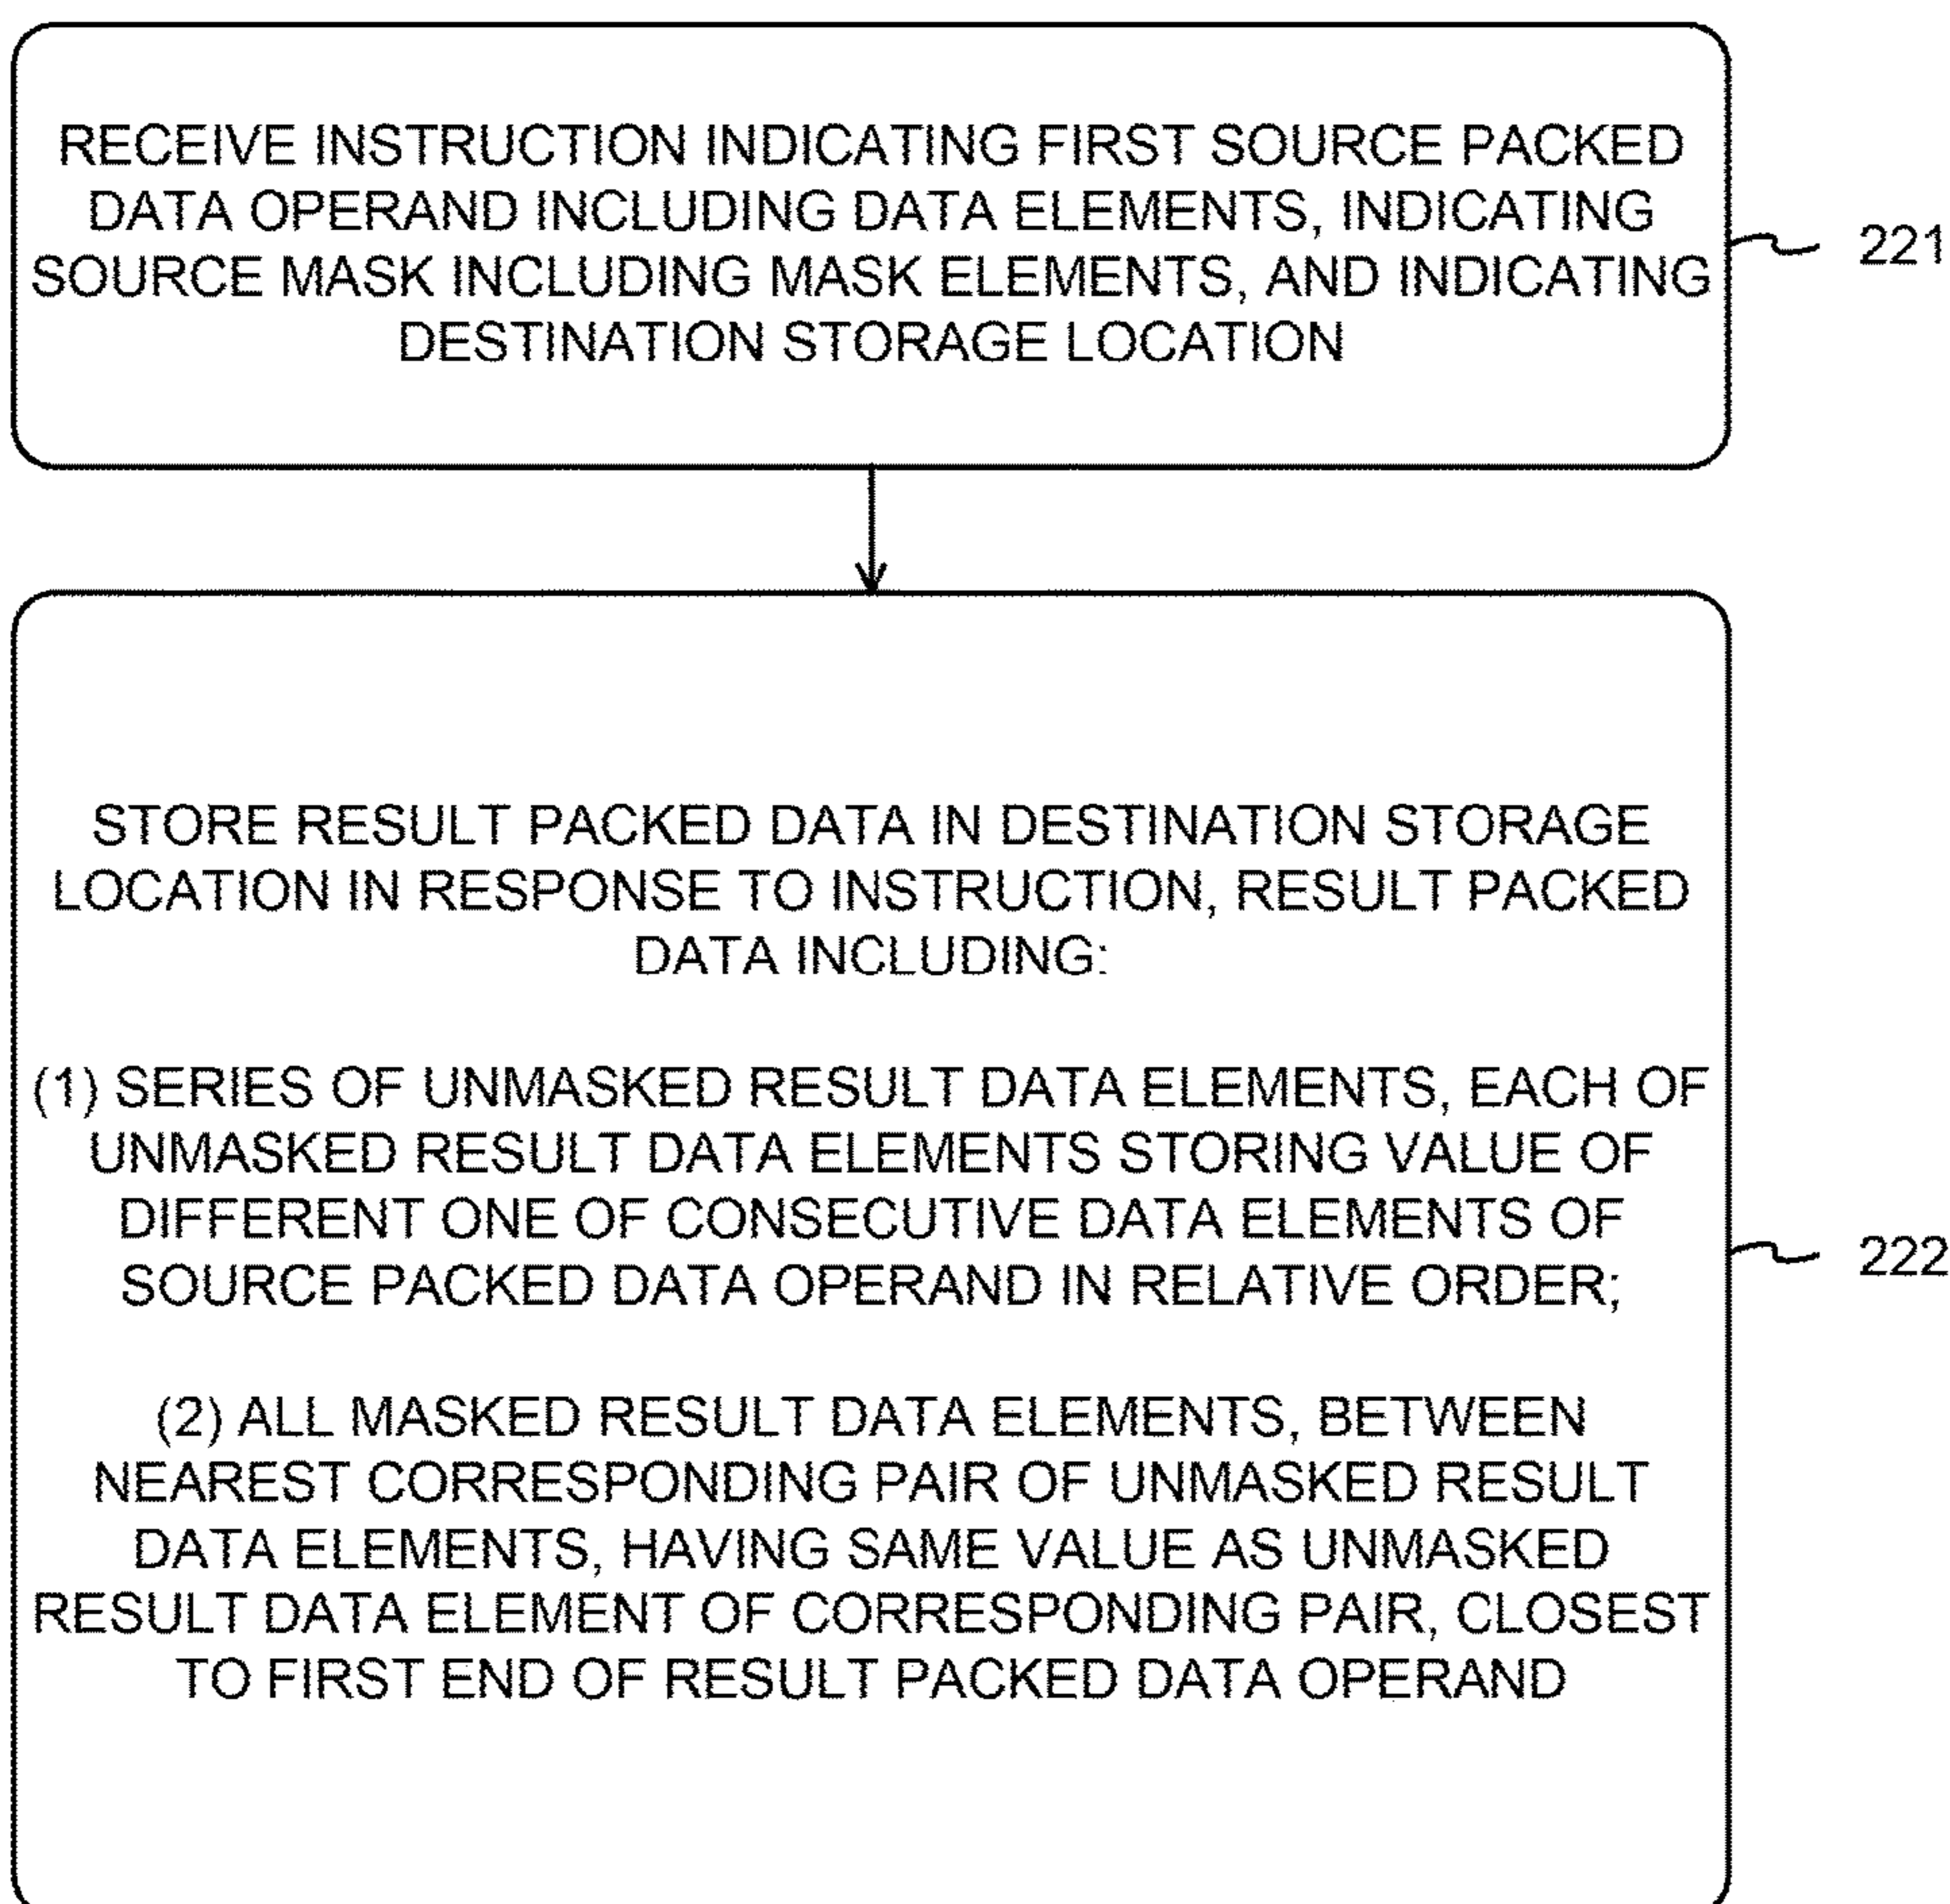 RECEIVE INSTRUCTION INDICATING FIRST SOURCE PACKED
DATA OPERAND INCLUDING DATA ELEMENTS, INDICATING
SOURCE MASK INCLUDING MASK ELEMENTS, AND INDICATING
DESTINATION STORAGE LOCATION
221
STORE RESULT PACKED DATA IN DESTINATION STORAGE
LOCATION IN RESPONSE TO INSTRUCTION, RESULT PACKED
DATA INCLUDING:
(1) SERIES OF UNMASKED RESULT DATA ELEMENTS, EACH OF
UNMASKED RESULT DATA ELEMENTS STORING VALUE OF
DIFFERENT ONE OF CONSECUTIVE DATA ELEMENTS OF
SOURCE PACKED DATA OPERAND IN RELATIVE ORDER;
(2) ALL MASKED RESULT DATA ELEMENTS, BETWEEN
NEAREST CORRESPONDING PAIR OF UNMASKED RESULT
DATA ELEMENTS, HAVING SAME VALUE AS UNMASKED
RESULT DATA ELEMENT OF CORRESPONDING PAIR, CLOSEST
TO FIRST END OF RESULT PACKED DATA OPERAND
222